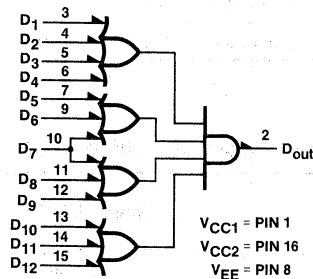 D1 3
D2 4
D3 5
D4 6
D5 7
D6 9
D7 10
D8 11
D9 12
D10 13
D11 14
D12 15
2 Dout
VCC1 = PIN 1
VCC2 = PIN 16
VEE = PIN 8